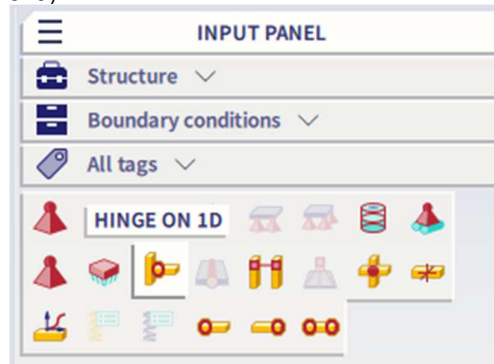 INPUT PANEL
Structure
Boundary conditions
All tags
HINGE ON 1D